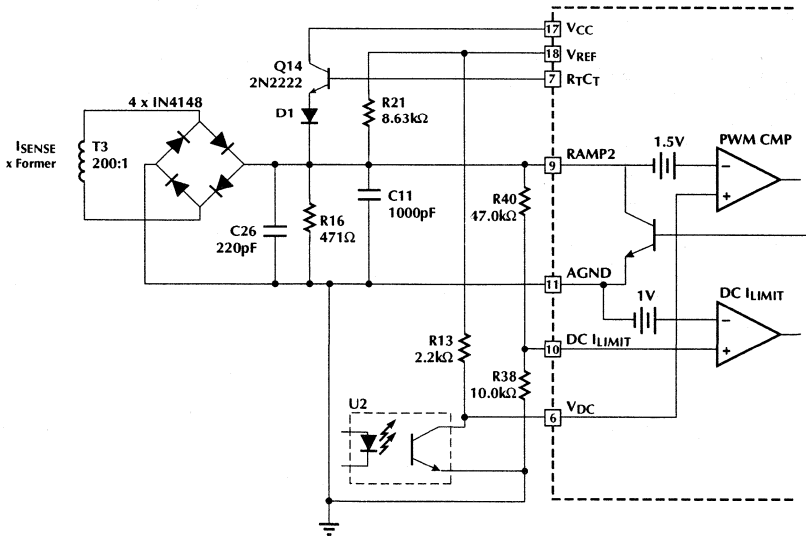 17 VCC
18 VREF
7 RTCT
Q14
2N2222
4 x IN4148
D1
R21
8.63kΩ
ISENSE
x Former
T3
200:1
1.5V
PWM CMP
9 RAMP2
−
+
R40
47.0kΩ
C11
1000pF
R16
471Ω
C26
220pF
AGND
11
1V
DC ILIMIT
−
+
R13
2.2kΩ
10 DC ILIMIT
R38
10.0kΩ
U2
VDC
6